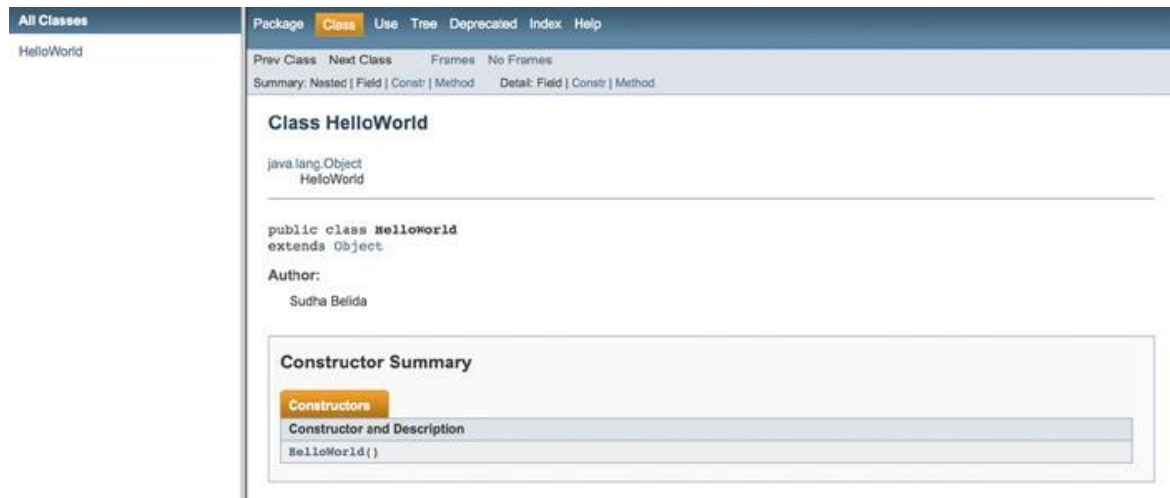 All Classes
HelloWorld
Package Class Use Tree Deprecated Index Help
Prev Class Next Class Frames No Frames
Summary: Nested | Field | Constr | Method Detail: Field | Constr | Method
Class HelloWorld
java.lang.Object
HelloWorld
public class HelloWorld
extends Object
Author:
Sudha Belida
Constructor Summary
Constructors
Constructor and Description
HelloWorld()